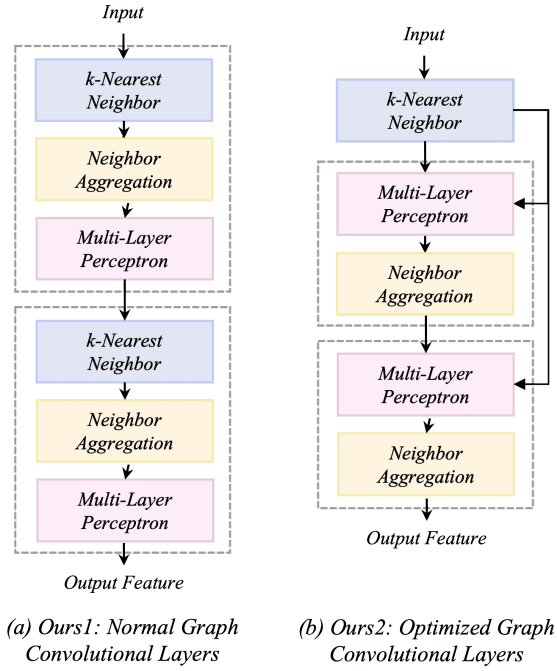 Input
k-Nearest
Neighbor
Neighbor
Aggregation
Multi-Layer
Perceptron
k-Nearest
Neighbor
Neighbor
Aggregation
Multi-Layer
Perceptron
Output Feature
(a) Ours1: Normal Graph
Convolutional Layers
Input
k-Nearest
Neighbor
Multi-Layer
Perceptron
Neighbor
Aggregation
Multi-Layer
Perceptron
Neighbor
Aggregation
Output Feature
(b) Ours2: Optimized Graph
Convolutional Layers